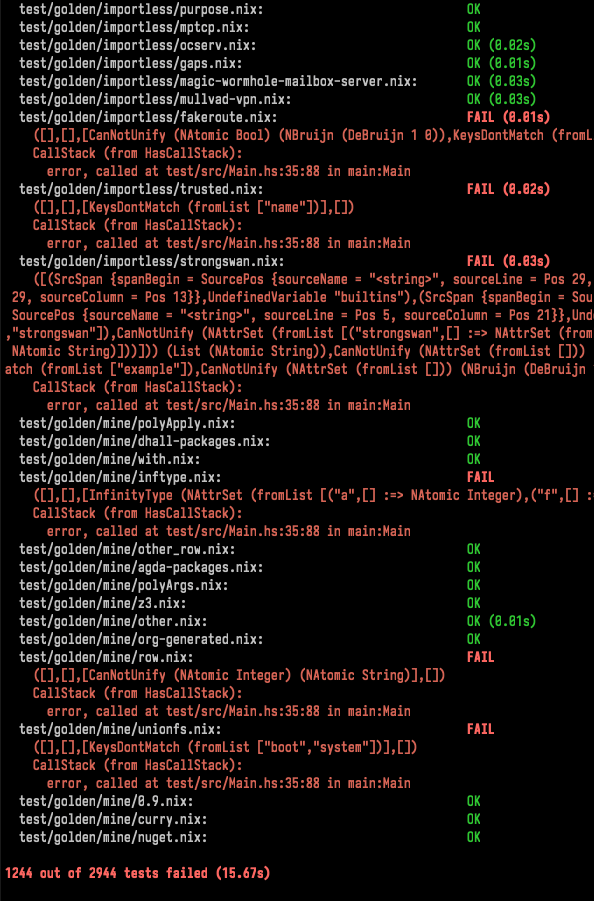 test/golden/importless/purpose.nix: OK
test/golden/importless/mptcp.nix: OK
test/golden/importless/ocserv.nix: OK (0.02s)
test/golden/importless/gaps.nix: OK (0.01s)
test/golden/importless/magic-wormhole-mailbox-server.nix: OK (0.03s)
test/golden/importless/mullvad-vpn.nix: OK (0.03s)
test/golden/importless/fakeroute.nix: FAIL (0.01s)
([],[],[CanNotUnify (NAtomic Bool) (NBruijn (DeBruijn 1 0)),KeysDontMatch (fromL
CallStack (from HasCallStack):
error, called at test/src/Main.hs:35:88 in main:Main
test/golden/importless/trusted.nix: FAIL (0.02s)
([],[],[KeysDontMatch (fromList ["name"])],[])
CallStack (from HasCallStack):
error, called at test/src/Main.hs:35:88 in main:Main
test/golden/importless/strongswan.nix: FAIL (0.03s)
([(SrcSpan {spanBegin = SourcePos {sourceName = "<string>", sourceLine = Pos 29,
29, sourceColumn = Pos 13}},UndefinedVariable "builtins"),(SrcSpan {spanBegin = Sou
SourcePos {sourceName = "<string>", sourceLine = Pos 5, sourceColumn = Pos 21}},Und
,"strongswan"]),CanNotUnify (NAttrSet (fromList [("strongswan",[] :=> NAttrSet (from
NAtomic String)]))])) (List (NAtomic String)),CanNotUnify (NAttrSet (fromList []))
atch (fromList ["example"]),CanNotUnify (NAttrSet (fromList [])) (NBruijn (DeBruijn
CallStack (from HasCallStack):
error, called at test/src/Main.hs:35:88 in main:Main
test/golden/mine/polyApply.nix: OK
test/golden/mine/dhall-packages.nix: OK
test/golden/mine/with.nix: OK
test/golden/mine/inftype.nix: FAIL
([],[],[InfinityType (NAttrSet (fromList [("a",[] :=> NAtomic Integer),("f",[] :
CallStack (from HasCallStack):
error, called at test/src/Main.hs:35:88 in main:Main
test/golden/mine/other_row.nix: OK
test/golden/mine/agda-packages.nix: OK
test/golden/mine/polyArgs.nix: OK
test/golden/mine/z3.nix: OK
test/golden/mine/other.nix: OK (0.01s)
test/golden/mine/org-generated.nix: OK
test/golden/mine/row.nix: FAIL
([],[],[CanNotUnify (NAtomic Integer) (NAtomic String)],[])
CallStack (from HasCallStack):
error, called at test/src/Main.hs:35:88 in main:Main
test/golden/mine/unionfs.nix: FAIL
([],[],[KeysDontMatch (fromList ["boot","system"])],[])
CallStack (from HasCallStack):
error, called at test/src/Main.hs:35:88 in main:Main
test/golden/mine/0.9.nix: OK
test/golden/mine/curry.nix: OK
test/golden/mine/nuget.nix: OK
1244 out of 2944 tests failed (15.67s)